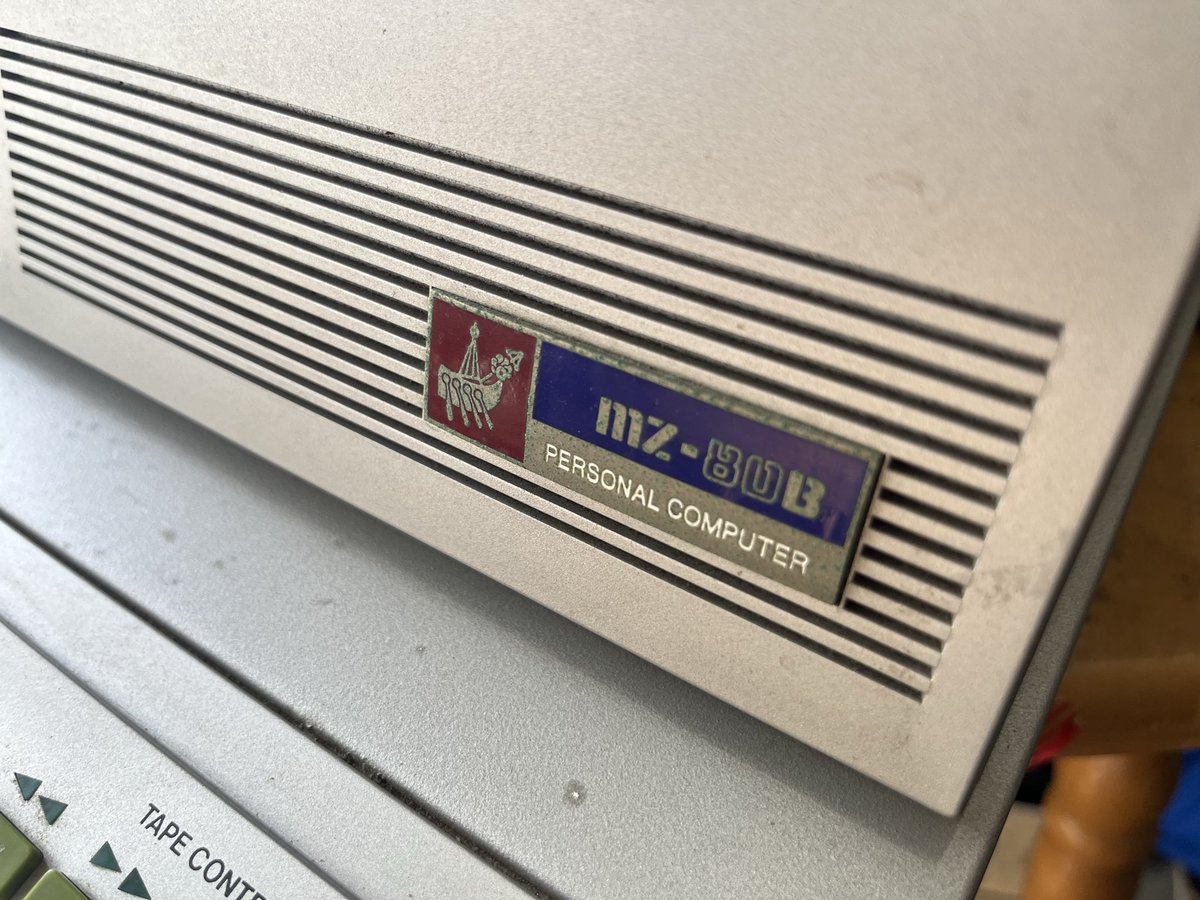 MZ-80B
PERSONAL COMPUTER
TAPE CONT